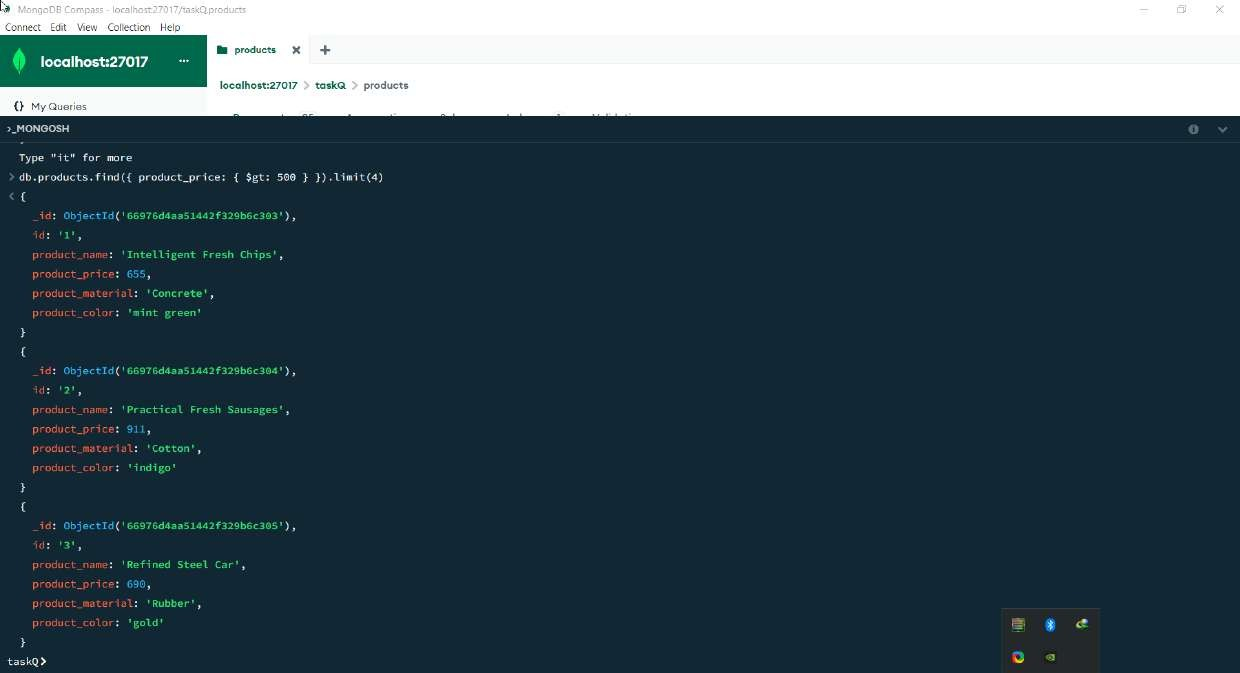 MongoDB Compass - localhost:27017/taskQ.products
Connect Edit View Collection Help
localhost:27017 ...
products
localhost:27017 > taskQ > products
{} My Queries
>_MONGOSH
Type "it" for more
> db.products.find({ product_price: { $gt: 500 } }).limit(4)
< {
_id: ObjectId('66976d4aa51442f329b6c303'),
id: '1',
product_name: 'Intelligent Fresh Chips',
product_price: 655,
product_material: 'Concrete',
product_color: 'mint green'
}
{
_id: ObjectId('66976d4aa51442f329b6c304'),
id: '2',
product_name: 'Practical Fresh Sausages',
product_price: 911,
product_material: 'Cotton',
product_color: 'indigo'
}
{
_id: ObjectId('66976d4aa51442f329b6c305'),
id: '3',
product_name: 'Refined Steel Car',
product_price: 690,
product_material: 'Rubber',
product_color: 'gold'
}
taskQ>